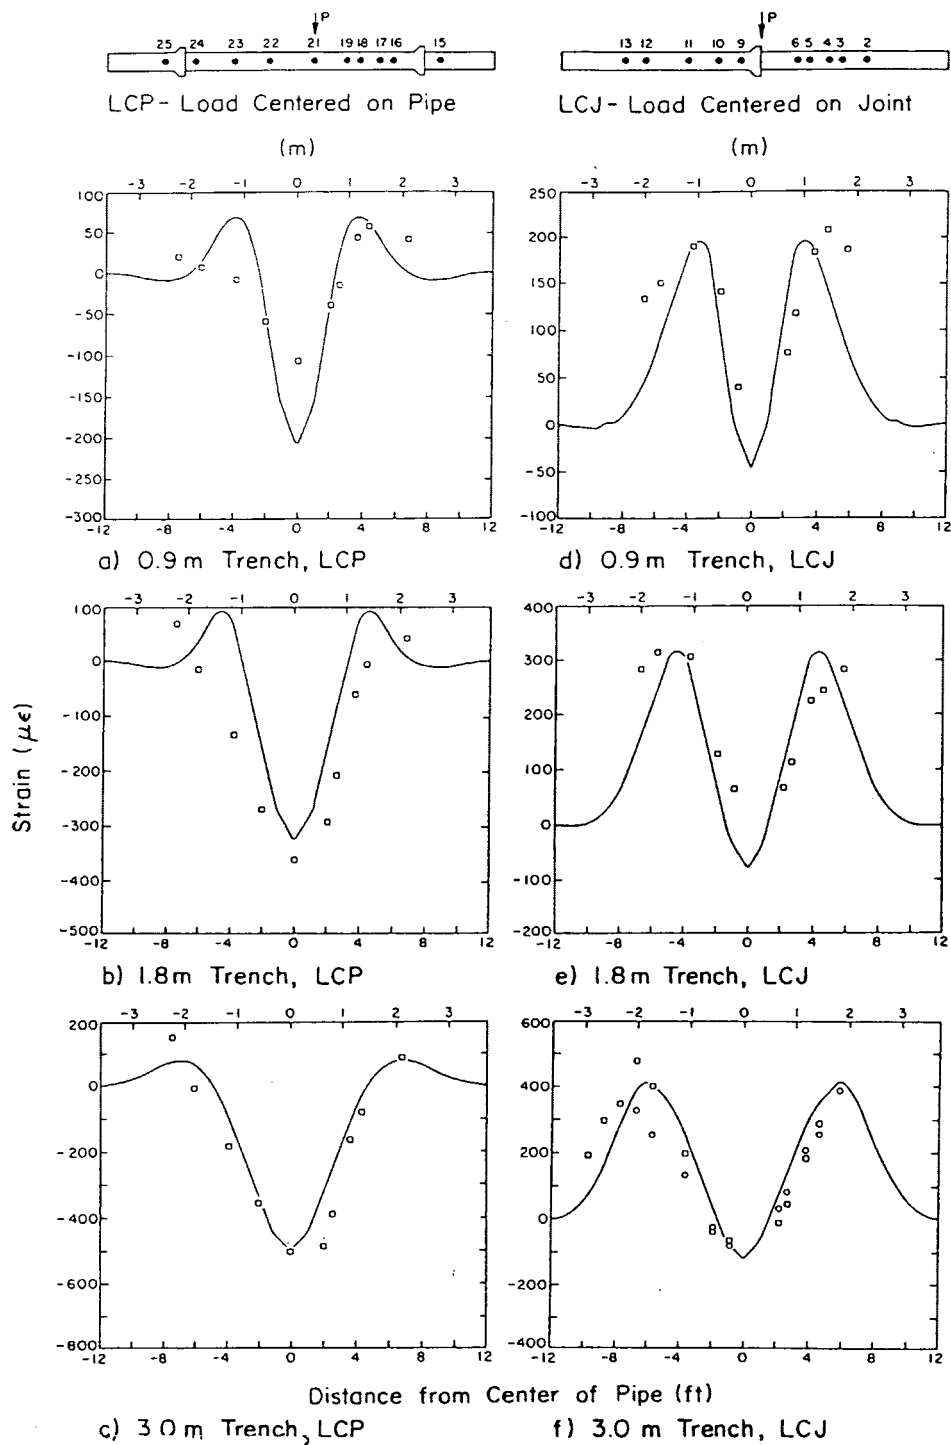 P
25 24 23 22 21 19 18 17 16 15
LCP- Load Centered on Pipe
(m)
-3 -2 -1 0 1 2 3
100
50
0
-50
-100
-150
-200
-250
-300
-12 -8 -4 0 4 8 12
a) 0.9m Trench, LCP
P
13 12 11 10 9 6 5 4 3 2
LCJ- Load Centered on Joint
(m)
-3 -2 -1 0 1 2 3
250
200
150
100
50
0
-50
-100
-12 -8 -4 0 4 8 12
d) 0.9m Trench, LCJ
-3 -2 -1 0 1 2 3
100
0
-100
-200
-300
-400
-500
-12 -8 -4 0 4 8 12
b) 1.8m Trench, LCP
-3 -2 -1 0 1 2 3
400
300
200
100
0
-100
-200
-12 -8 -4 0 4 8 12
e) 1.8m Trench, LCJ
Strain (με)
-3 -2 -1 0 1 2 3
200
0
-200
-400
-600
-800
-12 -8 -4 0 4 8 12
-3 -2 -1 0 1 2 3
600
400
200
0
-200
-400
-12 -8 -4 0 4 8 12
Distance from Center of Pipe (ft)
c) 3.0 m Trench, LCP
f) 3.0 m Trench, LCJ